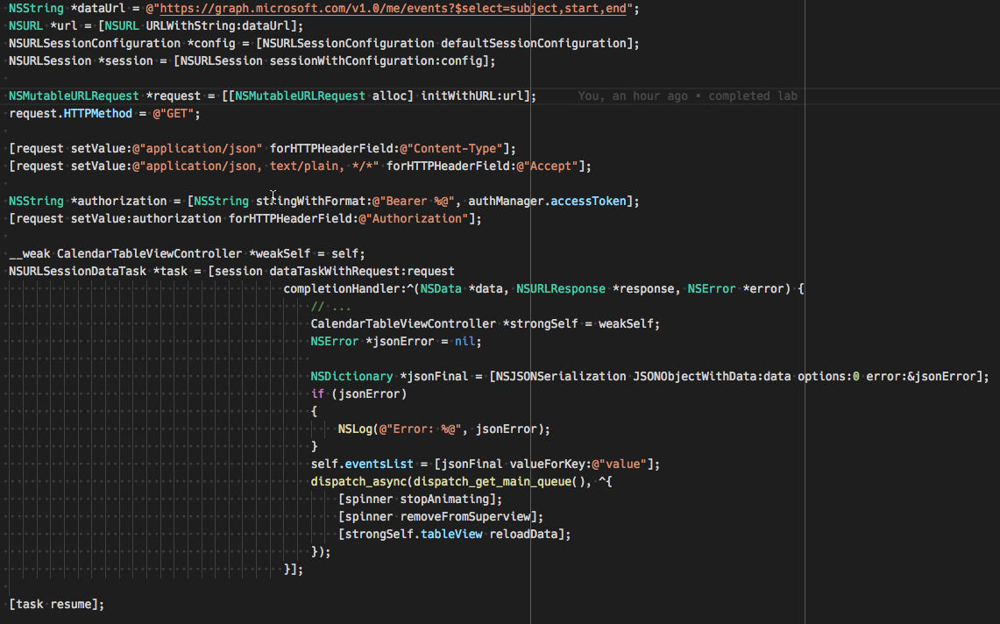 NSString *dataUrl = @"https://graph.microsoft.com/v1.0/me/events?$select=subject,start,end";
NSURL *url = [NSURL URLWithString:dataUrl];
NSURLSessionConfiguration *config = [NSURLSessionConfiguration defaultSessionConfiguration];
NSURLSession *session = [NSURLSession sessionWithConfiguration:config];
NSMutableURLRequest *request = [[NSMutableURLRequest alloc] initWithURL:url]; You, an hour ago • completed lab
request.HTTPMethod = @"GET";
[request setValue:@"application/json" forHTTPHeaderField:@"Content-Type"];
[request setValue:@"application/json, text/plain, */*" forHTTPHeaderField:@"Accept"];
NSString *authorization = [NSString stringWithFormat:@"Bearer %@", authManager.accessToken];
[request setValue:authorization forHTTPHeaderField:@"Authorization"];
__weak CalendarTableViewController *weakSelf = self;
NSURLSessionDataTask *task = [session dataTaskWithRequest:request
completionHandler:^(NSData *data, NSURLResponse *response, NSError *error) {
// ...
CalendarTableViewController *strongSelf = weakSelf;
NSError *jsonError = nil;
NSDictionary *jsonFinal = [NSJSONSerialization JSONObjectWithData:data options:0 error:&jsonError];
if (jsonError)
{
NSLog(@"Error: %@", jsonError);
}
self.eventsList = [jsonFinal valueForKey:@"value"];
dispatch_async(dispatch_get_main_queue(), ^{
[spinner stopAnimating];
[spinner removeFromSuperview];
[strongSelf.tableView reloadData];
});
}];
[task resume];